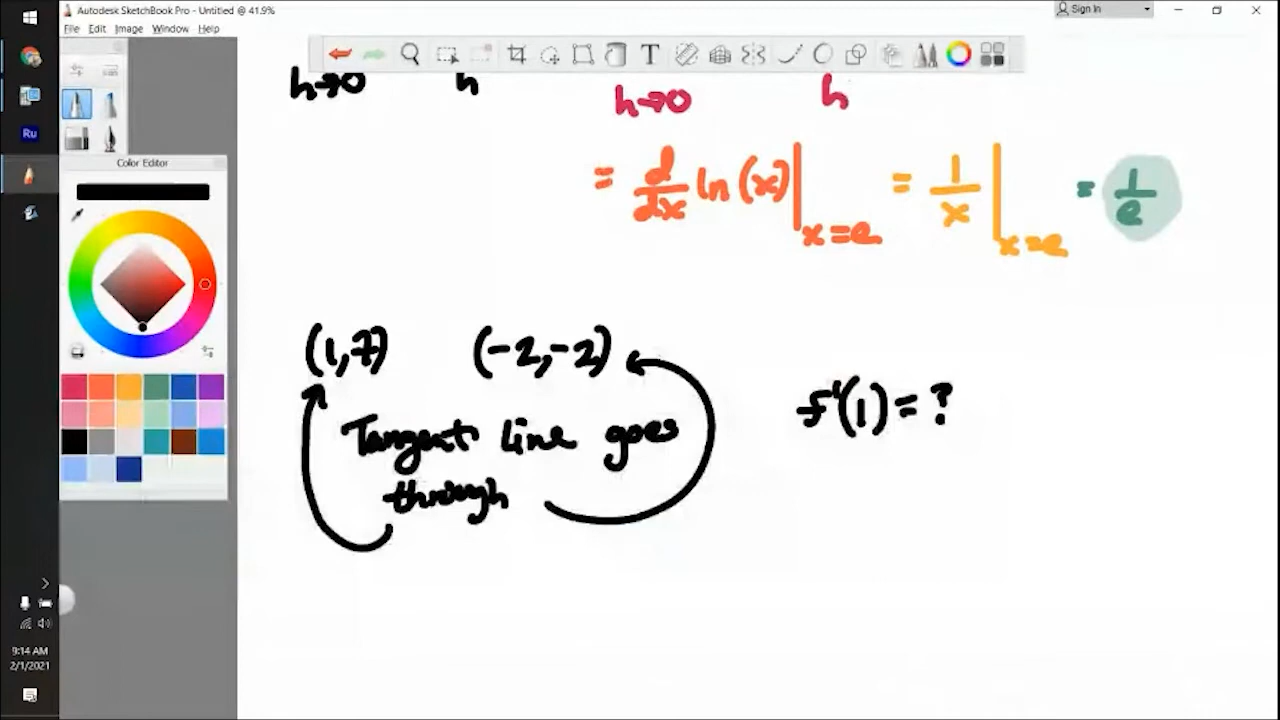 Autodesk SketchBook Pro - Untitled @ 41.9%
Sign In
File Edit Image Window Help
T
h→0 h h→0 h
Ru
Color Editor
= d/dx ln(x)|x=e = 1/x|x=e = 1/e
(1,7) (-2,-2)
f'(1) = ?
Tangent line goes
through
9:14 AM
2/1/2021